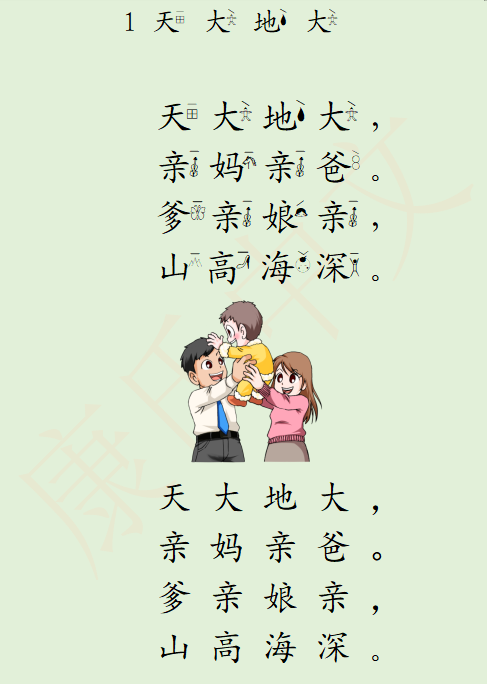 1 天 大 地 大
天 大 地 大 ，
亲 妈 亲 爸 。
爹 亲 娘 亲 ，
山 高 海 深 。
天 大 地 大 ，
亲 妈 亲 爸 。
爹 亲 娘 亲 ，
山 高 海 深 。